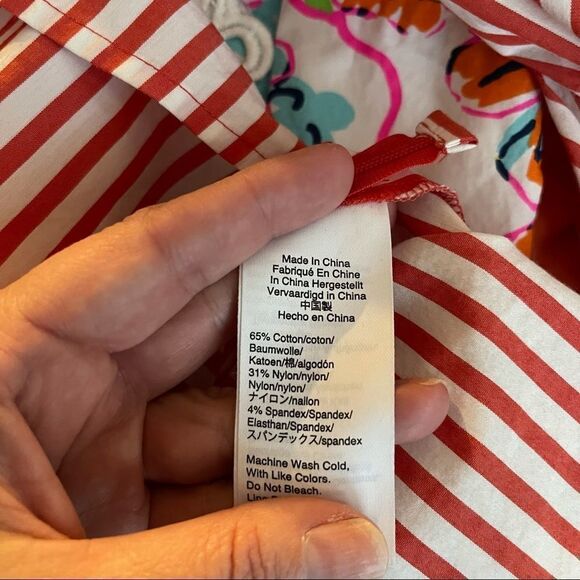 Made In China
Fabriqué En Chine
In China Hergestellt
Vervaardigd in China
中国製
Hecho en China
65% Cotton/coton/
Baumwolle/
Katoen/棉/algodón
31% Nylon/nylon/
Nylon/nylon/
ナイロン/nailon
4% Spandex/Spandex/
Elasthan/Spandex/
スパンデックス/spandex
Machine Wash Cold,
With Like Colors.
Do Not Bleach.
Line